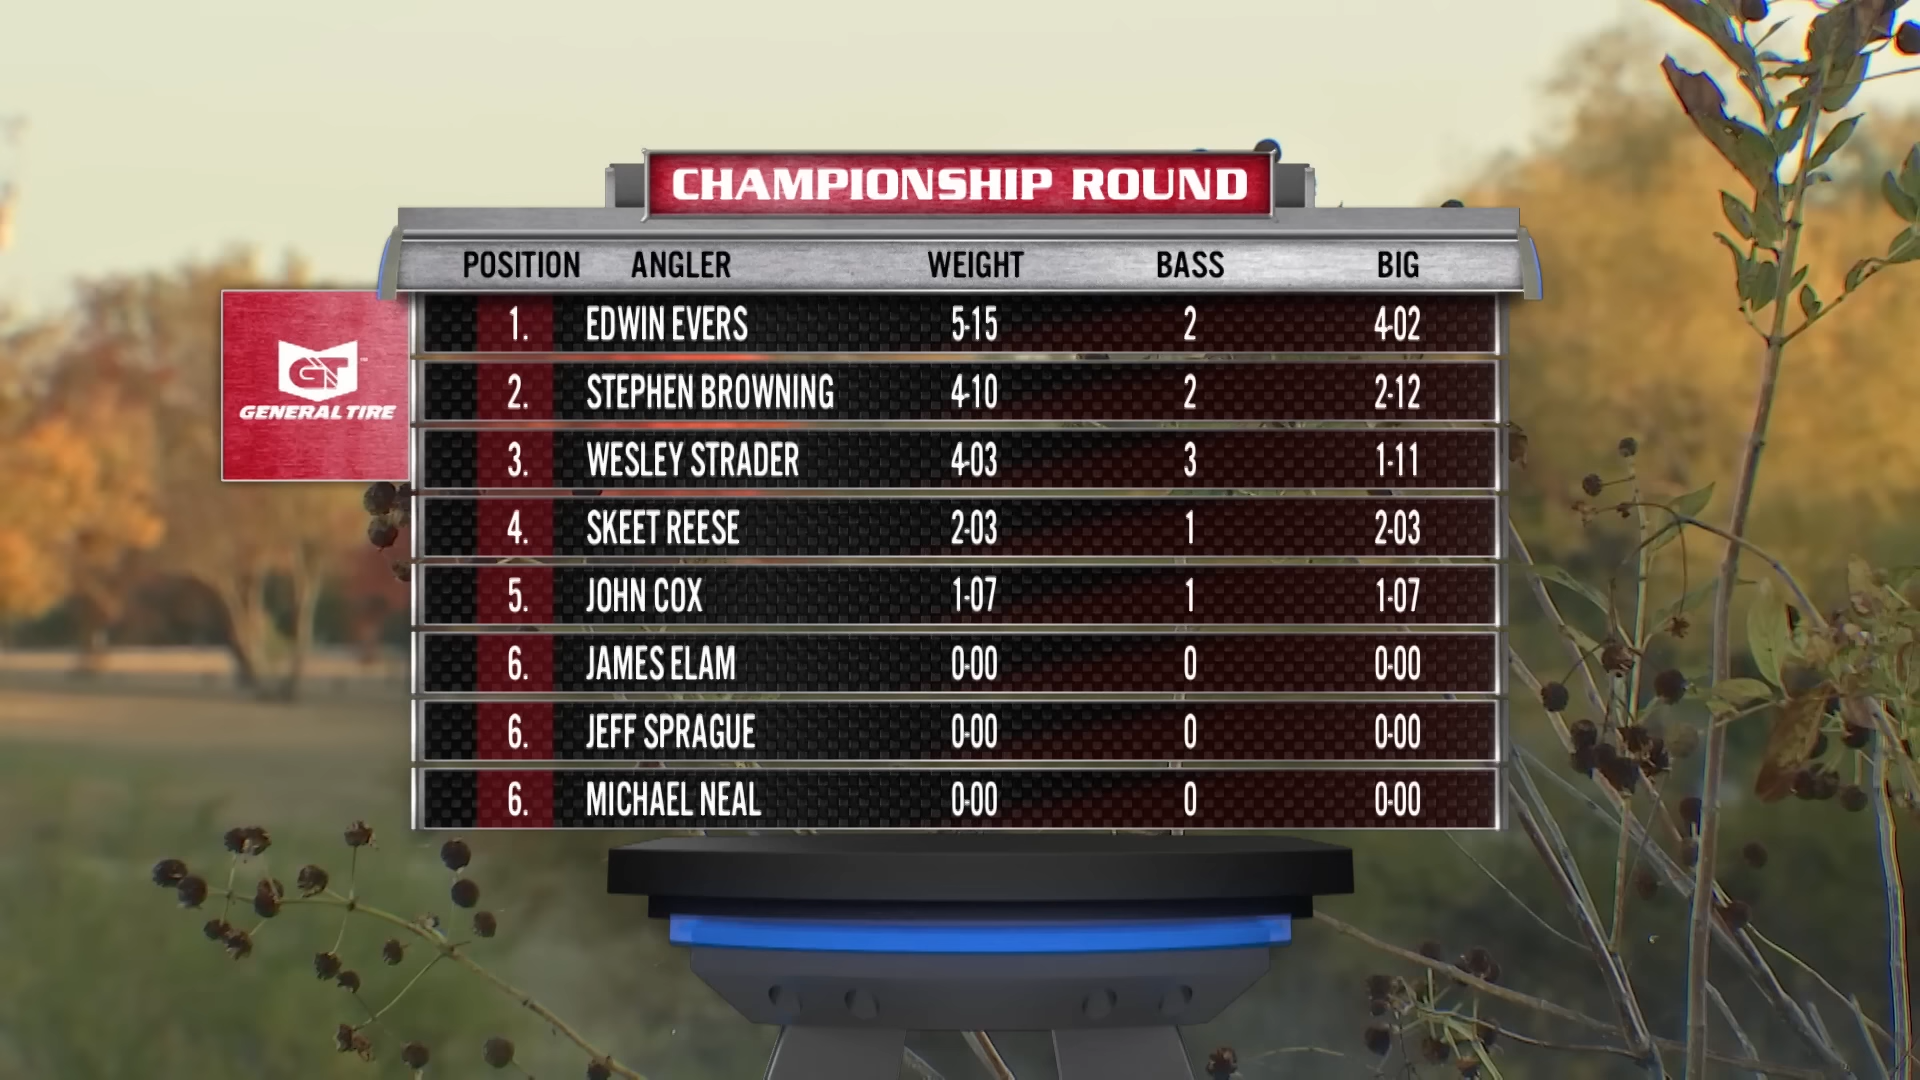 CHAMPIONSHIP ROUND
POSITION ANGLER WEIGHT BASS BIG
GT™
GENERAL TIRE
1. EDWIN EVERS 5-15 2 4-02
2. STEPHEN BROWNING 4-10 2 2-12
3. WESLEY STRADER 4-03 3 1-11
4. SKEET REESE 2-03 1 2-03
5. JOHN COX 1-07 1 1-07
6. JAMES ELAM 0-00 0 0-00
6. JEFF SPRAGUE 0-00 0 0-00
6. MICHAEL NEAL 0-00 0 0-00